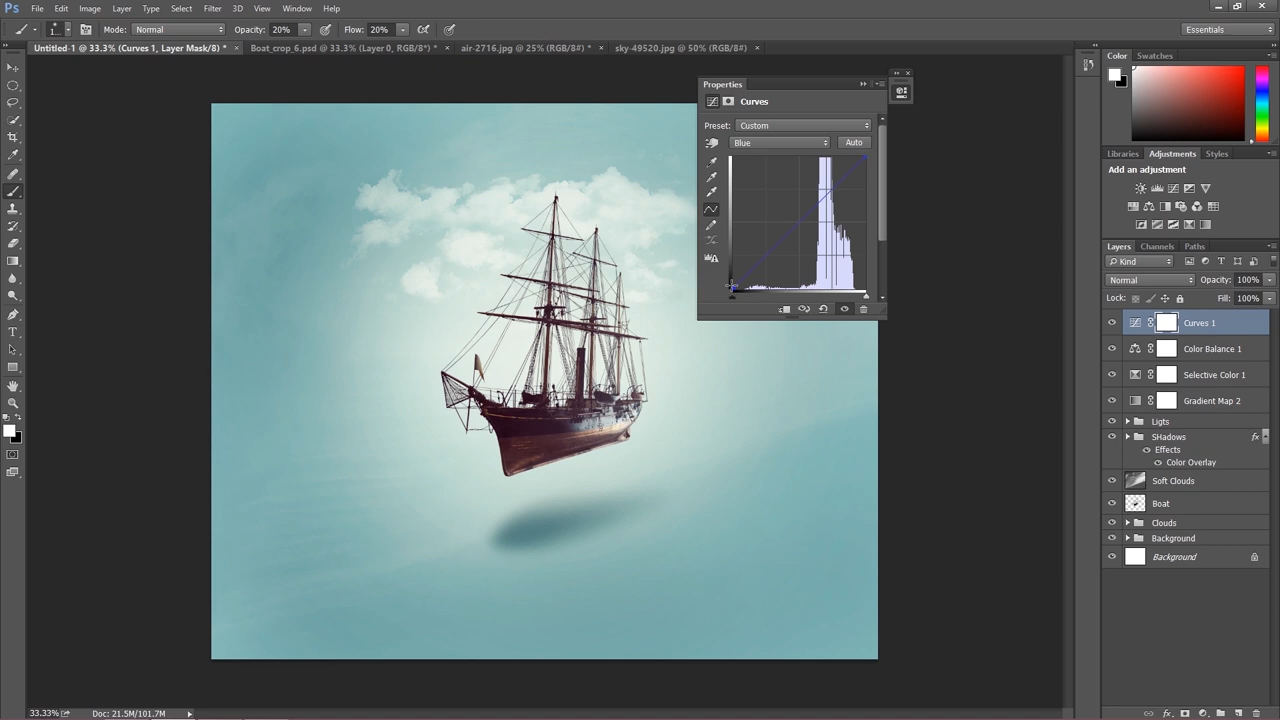 Ps File Edit Image Layer Type Select Filter 3D View Window Help
1... Mode: Normal Opacity: 20% Flow: 20% Essentials
Untitled-1 @ 33.3% (Curves 1, Layer Mask/8) * × Boat_crop_6.psd @ 33.3% (Layer 0, RGB/8*) * × air-2716.jpg @ 25% (RGB/8#) * × sky-49520.jpg @ 50% (RGB/8#) ×
Properties
Curves
Preset: Custom
Blue Auto
Color Swatches
Libraries Adjustments Styles
Add an adjustment
Layers Channels Paths
Kind
Normal Opacity: 100%
Lock: Fill: 100%
Curves 1
Color Balance 1
Selective Color 1
Gradient Map 2
Ligts
SHadows fx
Effects
Color Overlay
Soft Clouds
Boat
Clouds
Background
Background
33.33% Doc: 21.5M/101.7M
fx